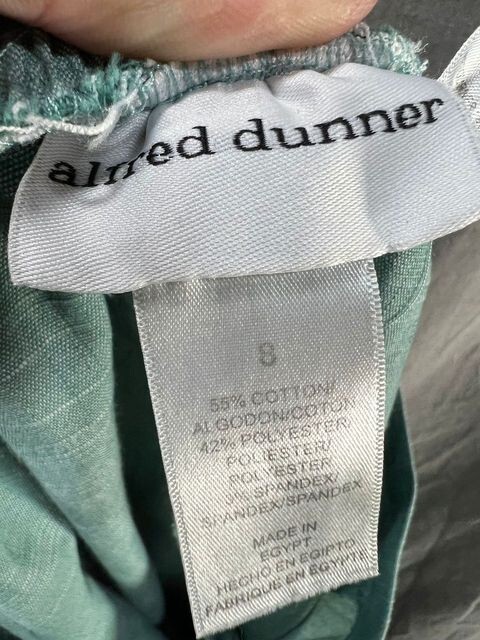 alfred dunner
8
55% COTTON/
ALGODON/COTON
42% POLYESTER/
POLIESTER/
POLYESTER
3% SPANDEX/
SPANDEX/SPANDEX
MADE IN
EGYPT
HECHO EN EGIPTO
FABRIQUE EN EGYPTE